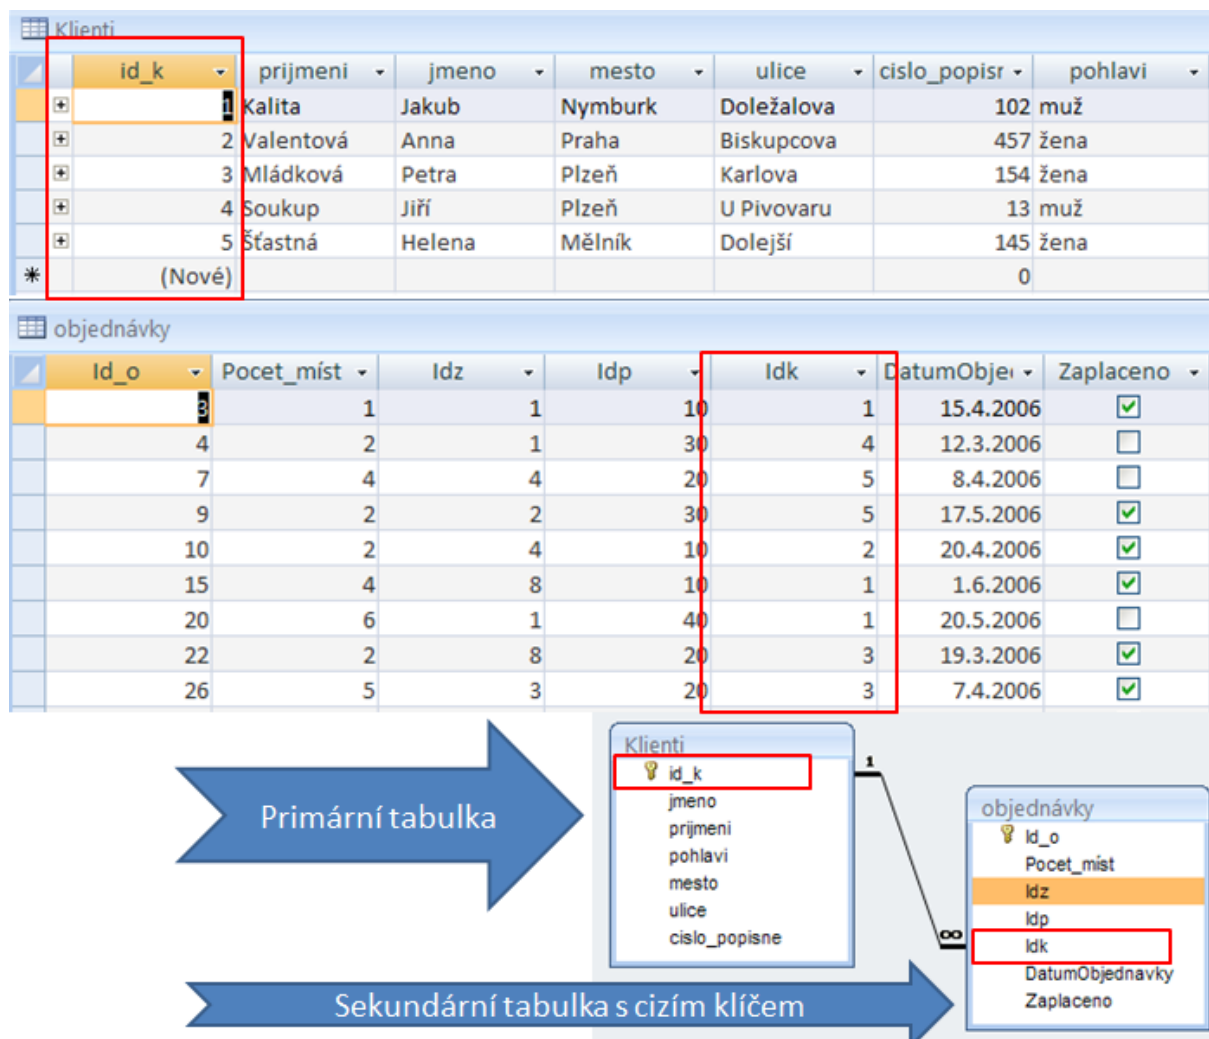 Klienti
id_k prijmeni jmeno mesto ulice cislo_popisr pohlavi
1 Kalita Jakub Nymburk Doležalova 102 muž
2 Valentová Anna Praha Biskupcova 457 žena
3 Mládková Petra Plzeň Karlova 154 žena
4 Soukup Jiří Plzeň U Pivovaru 13 muž
5 Šťastná Helena Mělník Dolejší 145 žena
(Nové) 0
objednávky
Id_o Pocet_míst Idz Idp Idk DatumObje Zaplaceno
3 1 1 10 1 15.4.2006
4 2 1 30 4 12.3.2006
7 4 4 20 5 8.4.2006
9 2 2 30 5 17.5.2006
10 2 4 10 2 20.4.2006
15 4 8 10 1 1.6.2006
20 6 1 40 1 20.5.2006
22 2 8 20 3 19.3.2006
26 5 3 20 3 7.4.2006
Primární tabulka
Klienti
id_k
jmeno
prijmeni
pohlavi
mesto
ulice
cislo_popisne
1
∞
objednávky
Id_o
Pocet_míst
Idz
Idp
Idk
DatumObjednavky
Zaplaceno
Sekundární tabulka s cizím klíčem